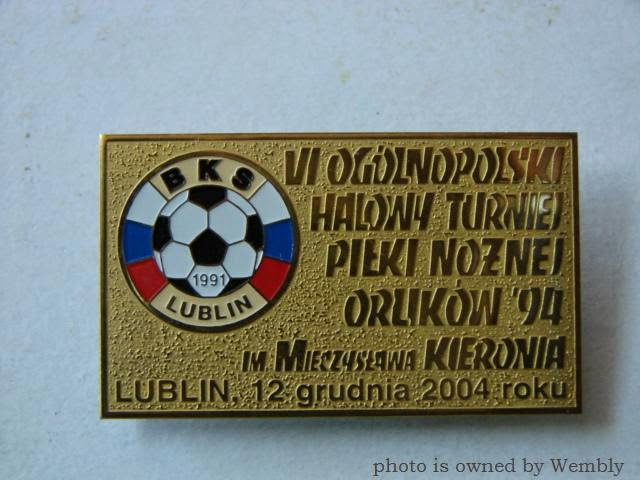 BKS
1991
LUBLIN
VI OGÓLNOPOLSKI
HALOWY TURNIEJ
PIŁKI NOŻNEJ
ORLIKÓW '94
IM MIECZYSŁAWA KIERONIA
LUBLIN, 12 grudnia 2004 roku
photo is owned by Wembly